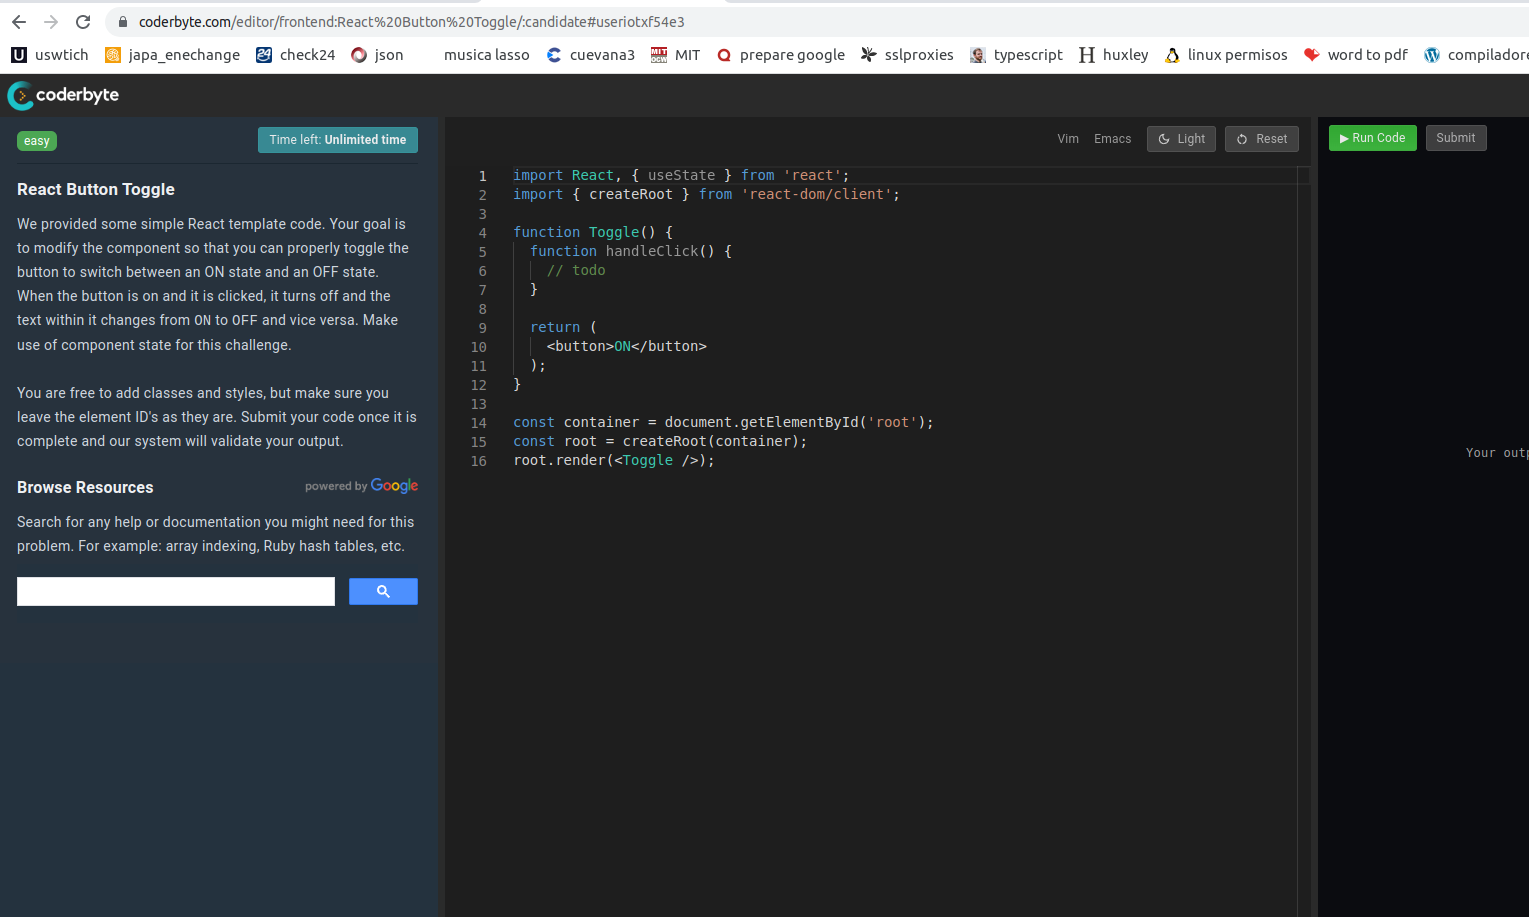 coderbyte.com/editor/frontend:React%20Button%20Toggle/:candidate#useriotxf54e3
uswtich japa_enechange check24 json musica lasso cuevana3 MIT prepare google sslproxies typescript huxley linux permisos word to pdf compiladore
coderbyte
easy
Time left: Unlimited time
React Button Toggle
We provided some simple React template code. Your goal is
to modify the component so that you can properly toggle the
button to switch between an ON state and an OFF state.
When the button is on and it is clicked, it turns off and the
text within it changes from ON to OFF and vice versa. Make
use of component state for this challenge.
You are free to add classes and styles, but make sure you
leave the element ID's as they are. Submit your code once it is
complete and our system will validate your output.
Browse Resources
powered by Google
Search for any help or documentation you might need for this
problem. For example: array indexing, Ruby hash tables, etc.
Vim Emacs Light Reset
1 import React, { useState } from 'react';
2 import { createRoot } from 'react-dom/client';
3
4 function Toggle() {
5 function handleClick() {
6 // todo
7 }
8
9 return (
10 <button>ON</button>
11 );
12 }
13
14 const container = document.getElementById('root');
15 const root = createRoot(container);
16 root.render(<Toggle />);
Run Code Submit
Your outp